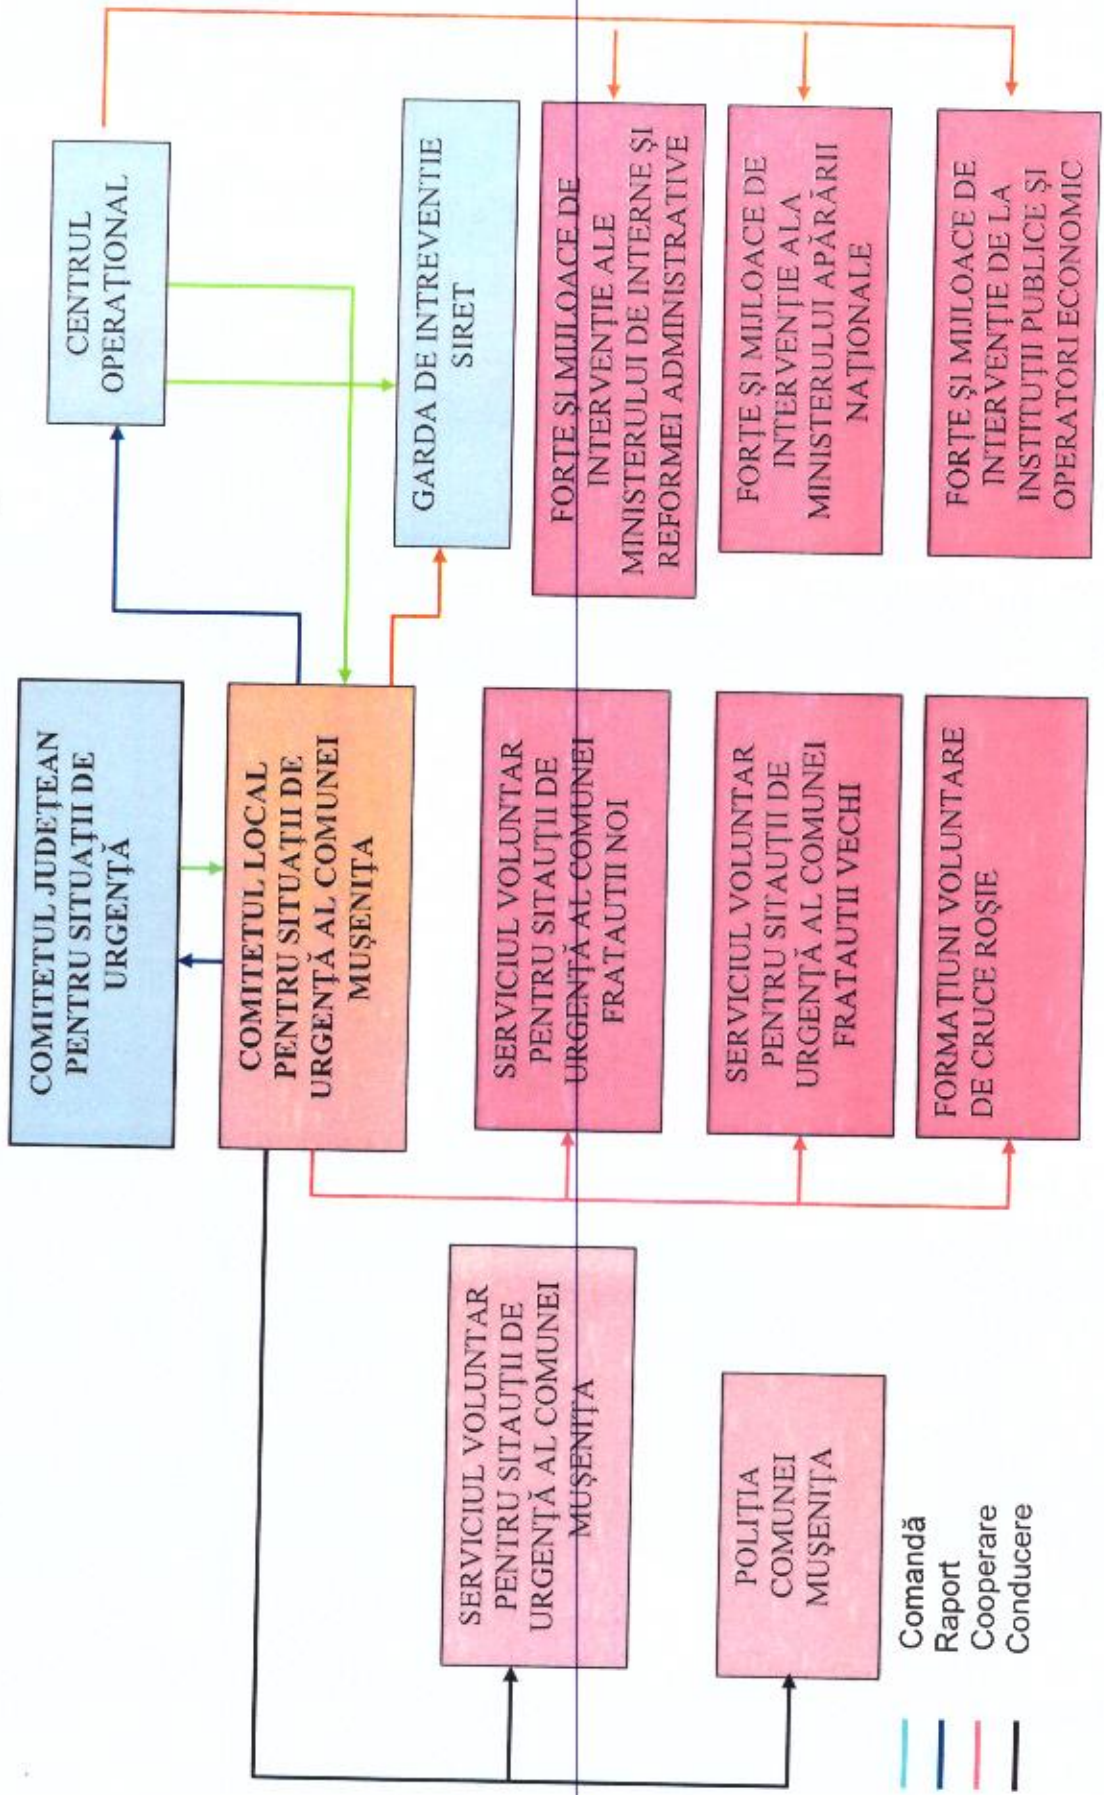 COMITETUL JUDEȚEAN
PENTRU SITUAȚII DE
URGENȚĂ
CENTRUL
OPERAȚIONAL
COMITETUL LOCAL
PENTRU SITUAȚII DE
URGENȚĂ AL COMUNEI
MUȘENIȚA
GARDA DE INTREVENTIE
SIRET
SERVICIUL VOLUNTAR
PENTRU SITAUȚII DE
URGENȚĂ AL COMUNEI
MUȘENIȚA
SERVICIUL VOLUNTAR
PENTRU SITAUȚII DE
URGENȚĂ AL COMUNEI
FRATAUTII NOI
FORȚE ȘI MIJLOACE DE
INTERVENȚIE ALE
MINISTERULUI DE INTERNE ȘI
REFORMEI ADMINISTRATIVE
POLIȚIA
COMUNEI
MUȘENIȚA
SERVICIUL VOLUNTAR
PENTRU SITAUȚII DE
URGENȚĂ AL COMUNEI
FRATAUTII VECHI
FORȚE ȘI MIJLOACE DE
INTERVENȚIE ALA
MINISTERULUI APĂRĂRII
NAȚIONALE
FORMAȚIUNI VOLUNTARE
DE CRUCE ROȘIE
FORȚE ȘI MIJLOACE DE
INTERVENȚIE DE LA
INSTITUȚII PUBLICE ȘI
OPERATORI ECONOMIC
Comandă
Raport
Cooperare
Conducere